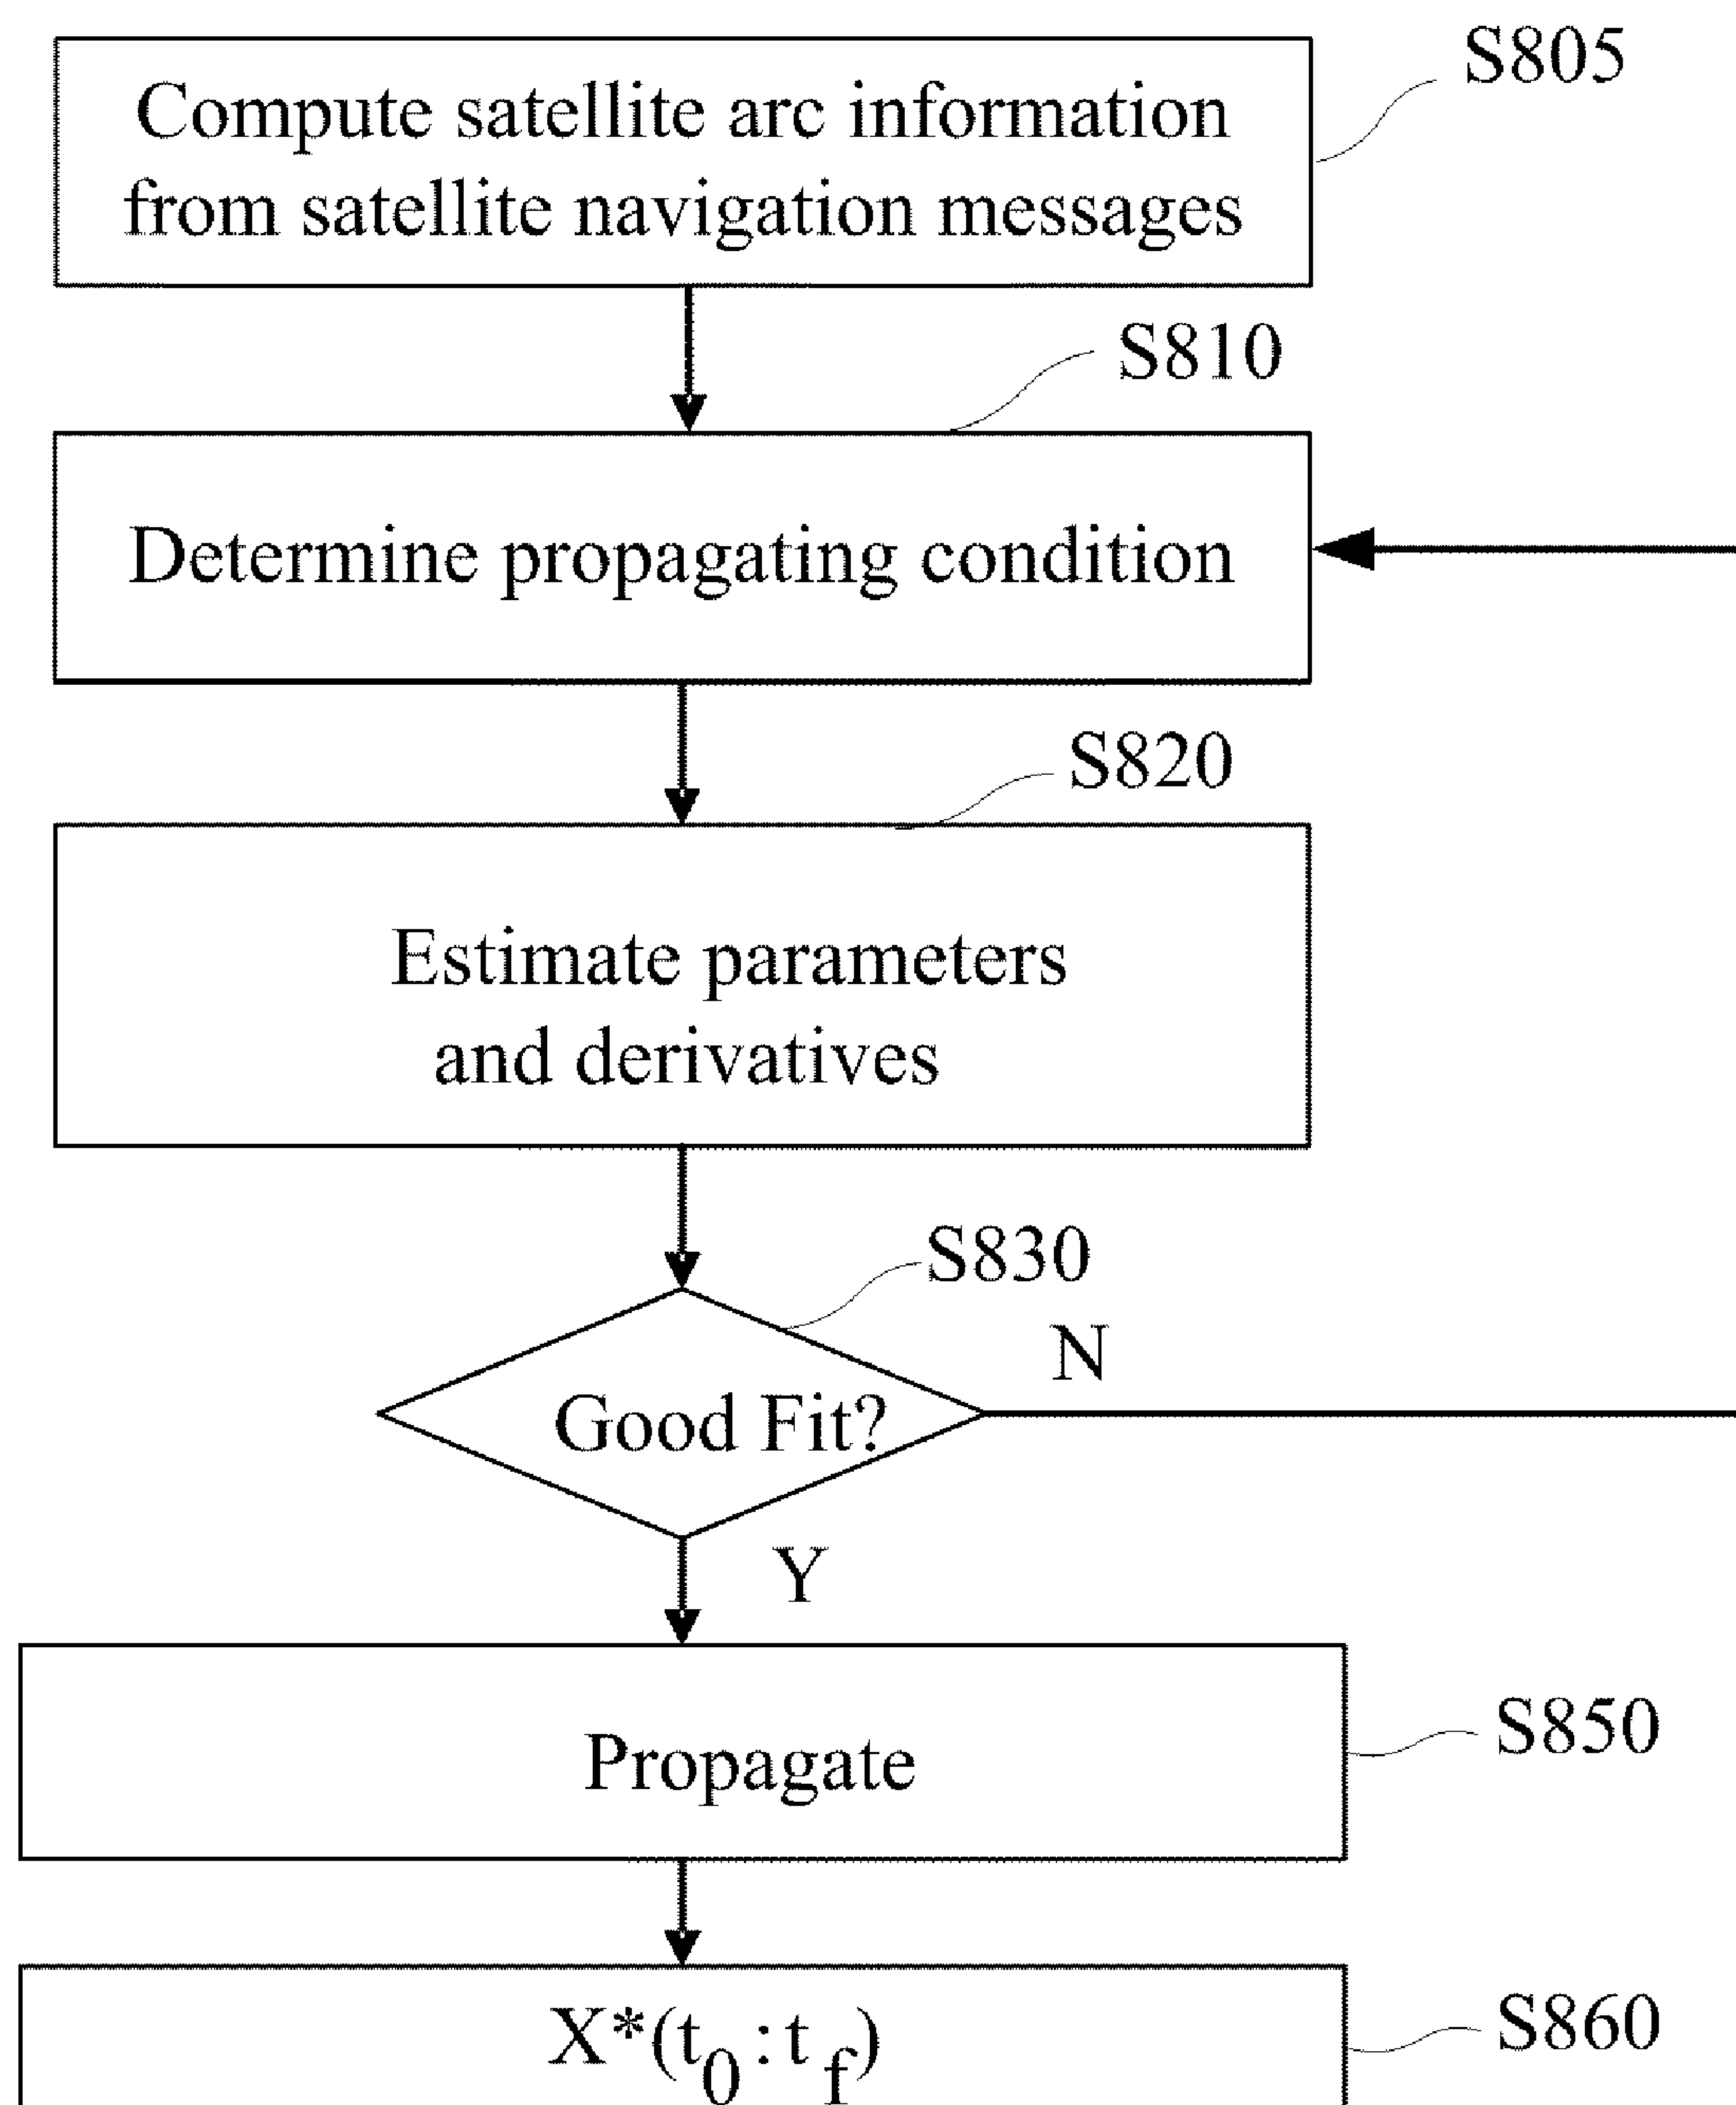 S805
Compute satellite arc information
from satellite navigation messages
S810
Determine propagating condition
S820
Estimate parameters
and derivatives
S830
N
Good Fit?
Y
Propagate
S850
X*(t0:tf)
S860